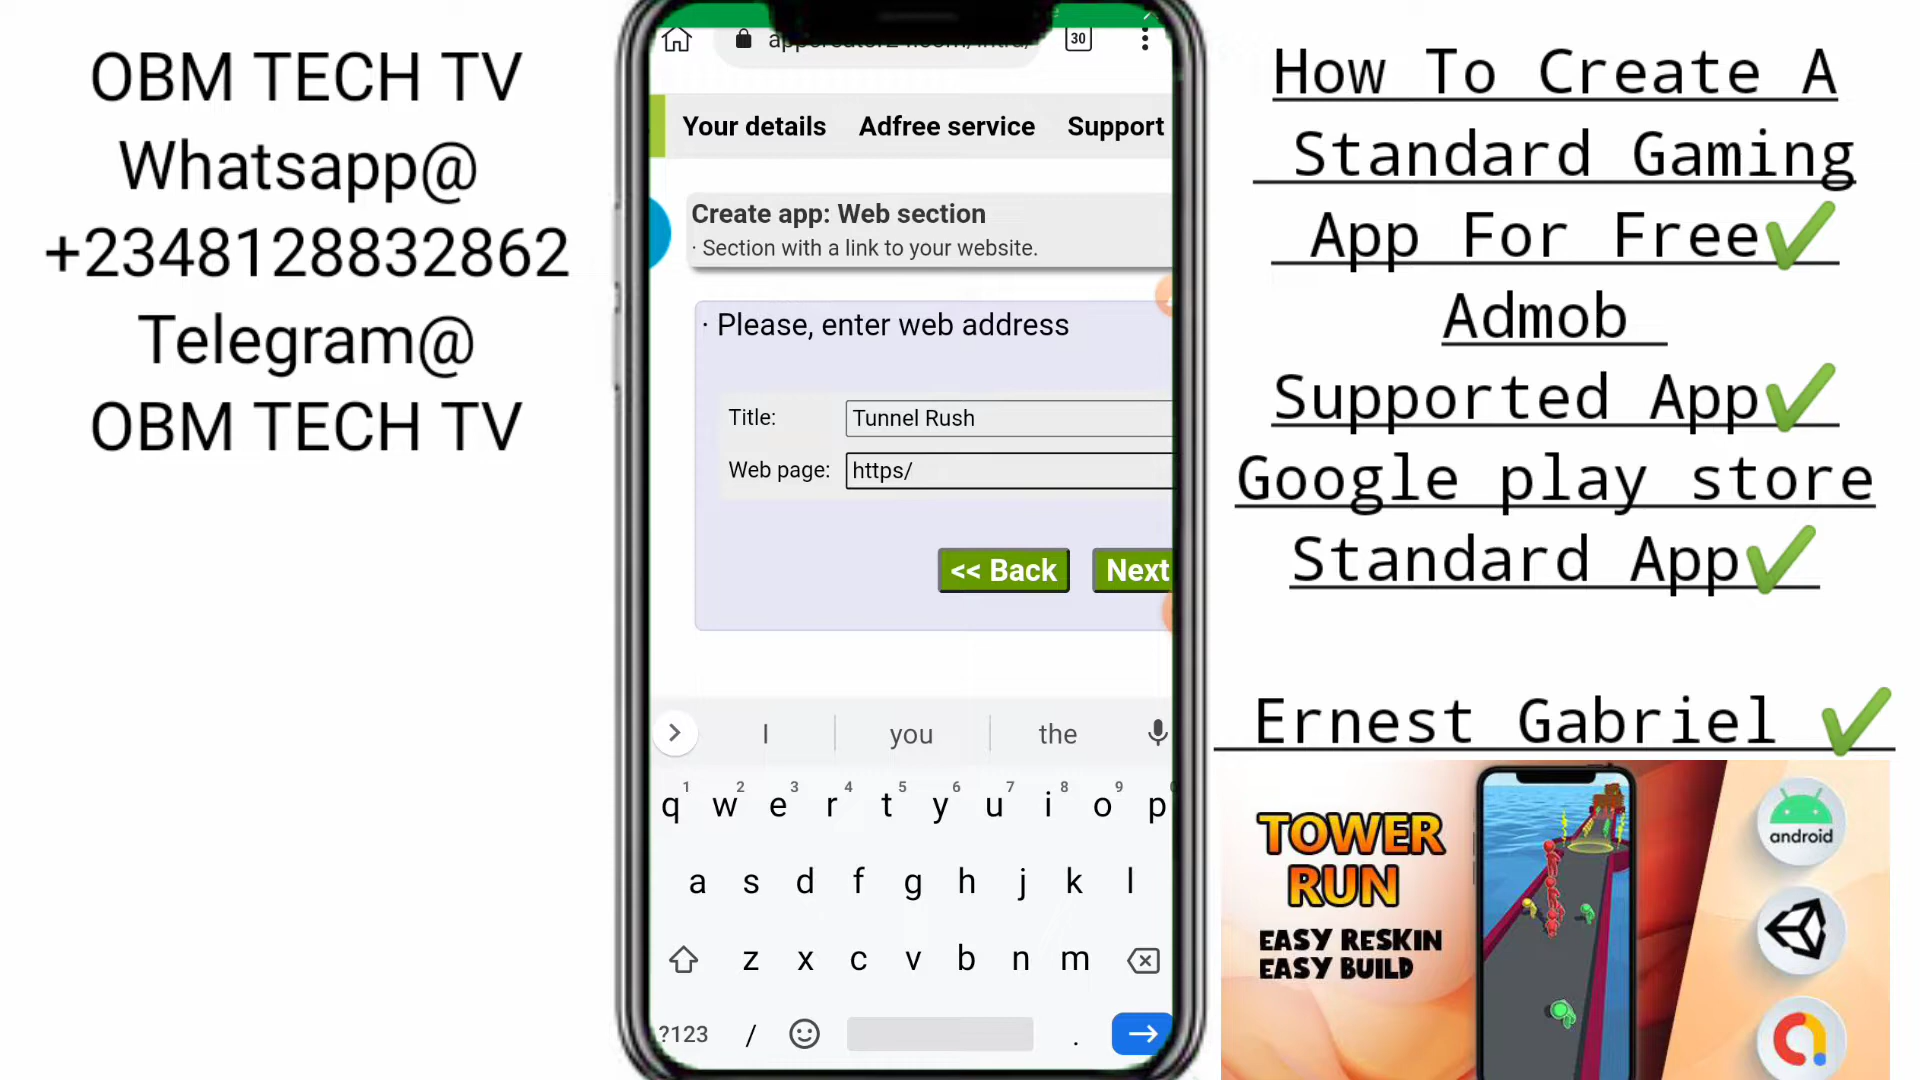 OBM TECH TV
Whatsapp@
+2348128832862
Telegram@
OBM TECH TV
30
Your details Adfree service Support
Create app: Web section
· Section with a link to your website.
· Please, enter web address
Title: Tunnel Rush
Web page: https/
<< Back Next
I you the
1 2 3 4 5 6 7 8 9
q w e r t y u i o p
a s d f g h j k l
z x c v b n m
?123 / .
How To Create A
Standard Gaming
App For Free✅
Admob
Supported App✅
Google play store
Standard App✅
Ernest Gabriel ✅
TOWER
RUN
EASY RESKIN
EASY BUILD
android